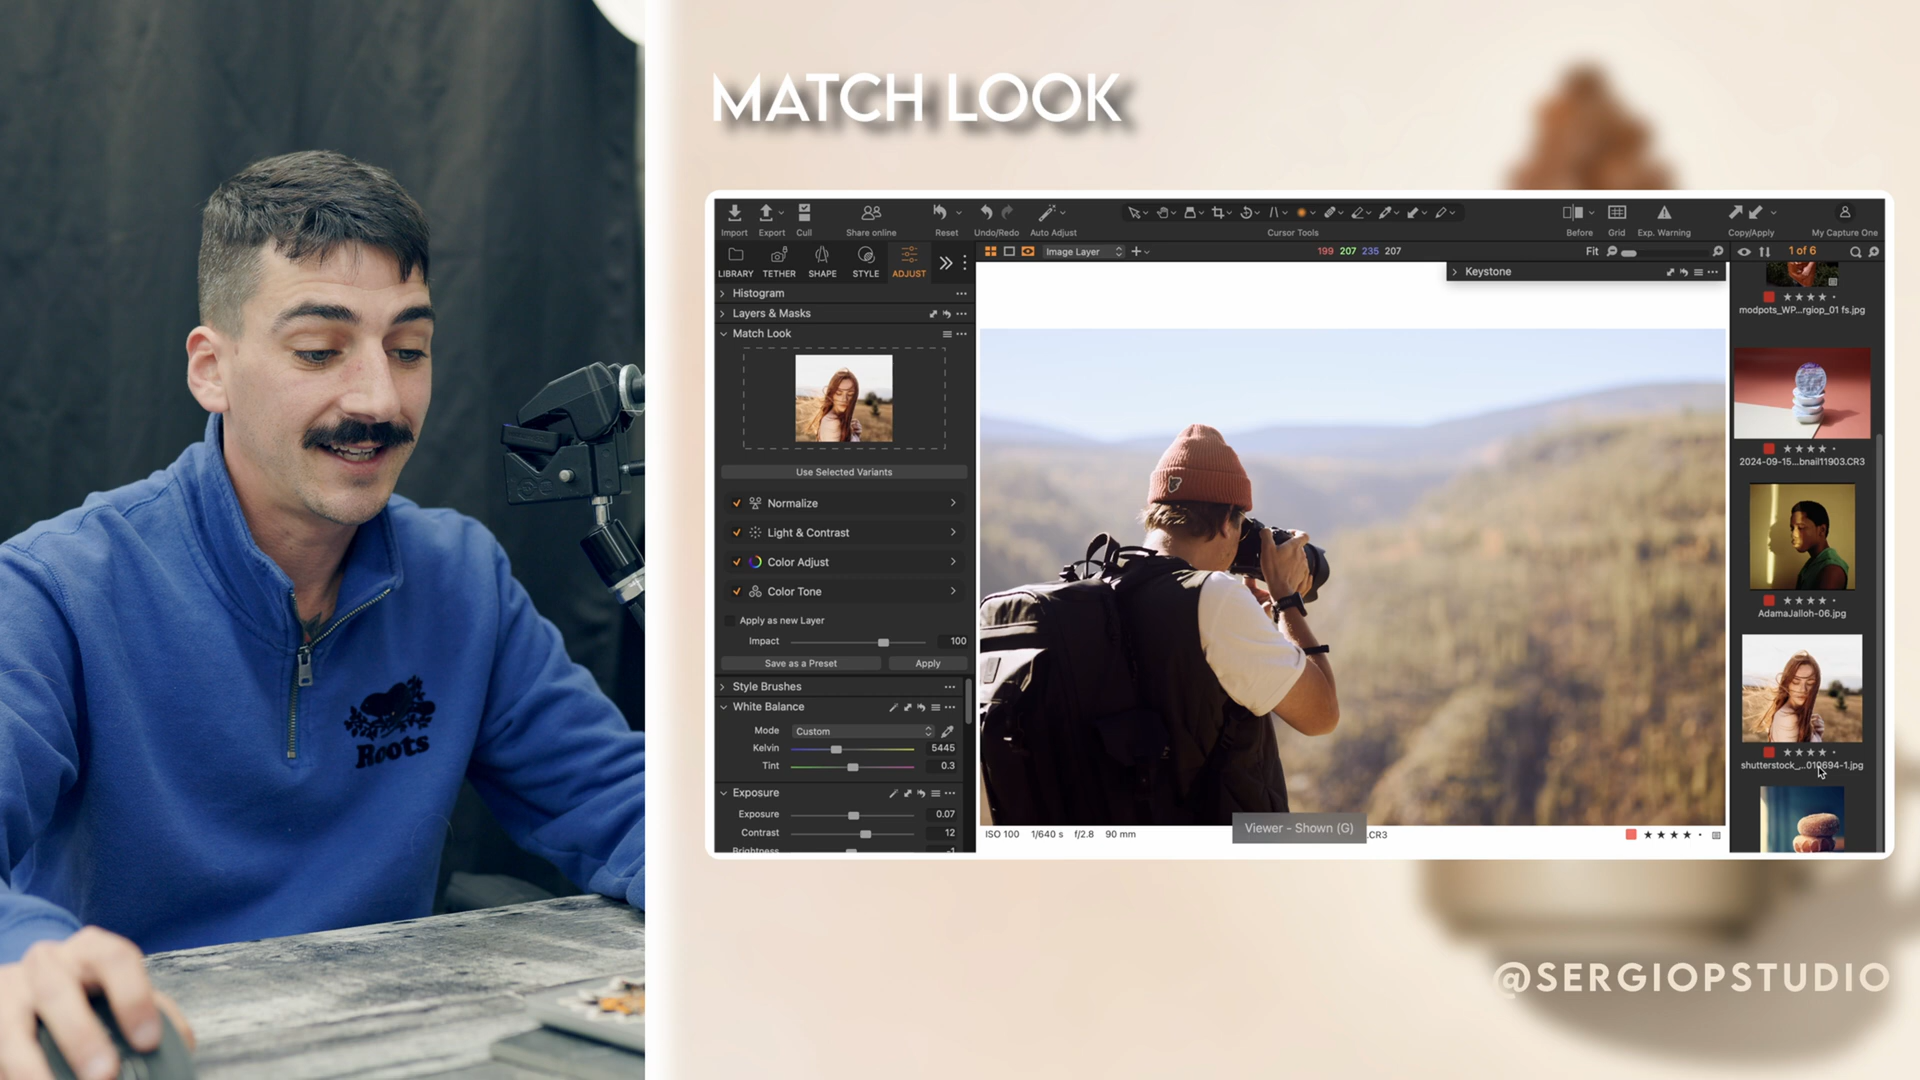 MATCH LOOK
Import Export Cull Share online Reset Undo/Redo Auto Adjust Cursor Tools Before Grid Exp. Warning Copy/Apply My Capture One
LIBRARY TETHER SHAPE STYLE ADJUST
Image Layer
199 207 235 207
Fit
1 of 6
Histogram
Layers & Masks
Match Look
Use Selected Variants
Normalize
Light & Contrast
Color Adjust
Color Tone
Apply as new Layer
Impact 100
Save as a Preset Apply
Style Brushes
White Balance
Mode Custom
Kelvin 5445
Tint 0.3
Exposure
Exposure 0.07
Contrast 12
Brightness -1
Keystone
ISO 100 1/640 s f/2.8 90 mm
Viewer - Shown (G)
.CR3
modpots_WP...rgiop_01 fs.jpg
2024-09-15...bnail11903.CR3
AdamaJalloh-06.jpg
shutterstock_...010694-1.jpg
Roots
@SERGIOPSTUDIO